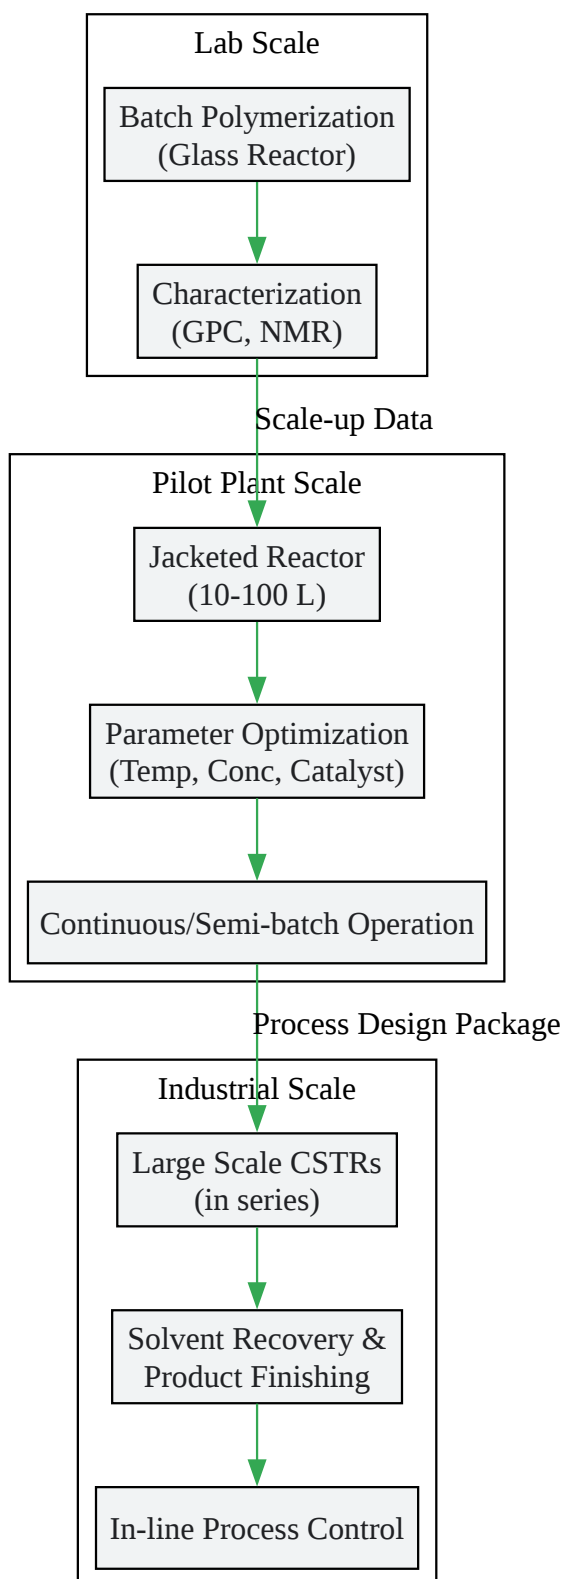 Lab Scale
Batch Polymerization
(Glass Reactor)
Characterization
(GPC, NMR)
Scale-up Data
Pilot Plant Scale
Jacketed Reactor
(10-100 L)
Parameter Optimization
(Temp, Conc, Catalyst)
Continuous/Semi-batch Operation
Process Design Package
Industrial Scale
Large Scale CSTRs
(in series)
Solvent Recovery &
Product Finishing
In-line Process Control